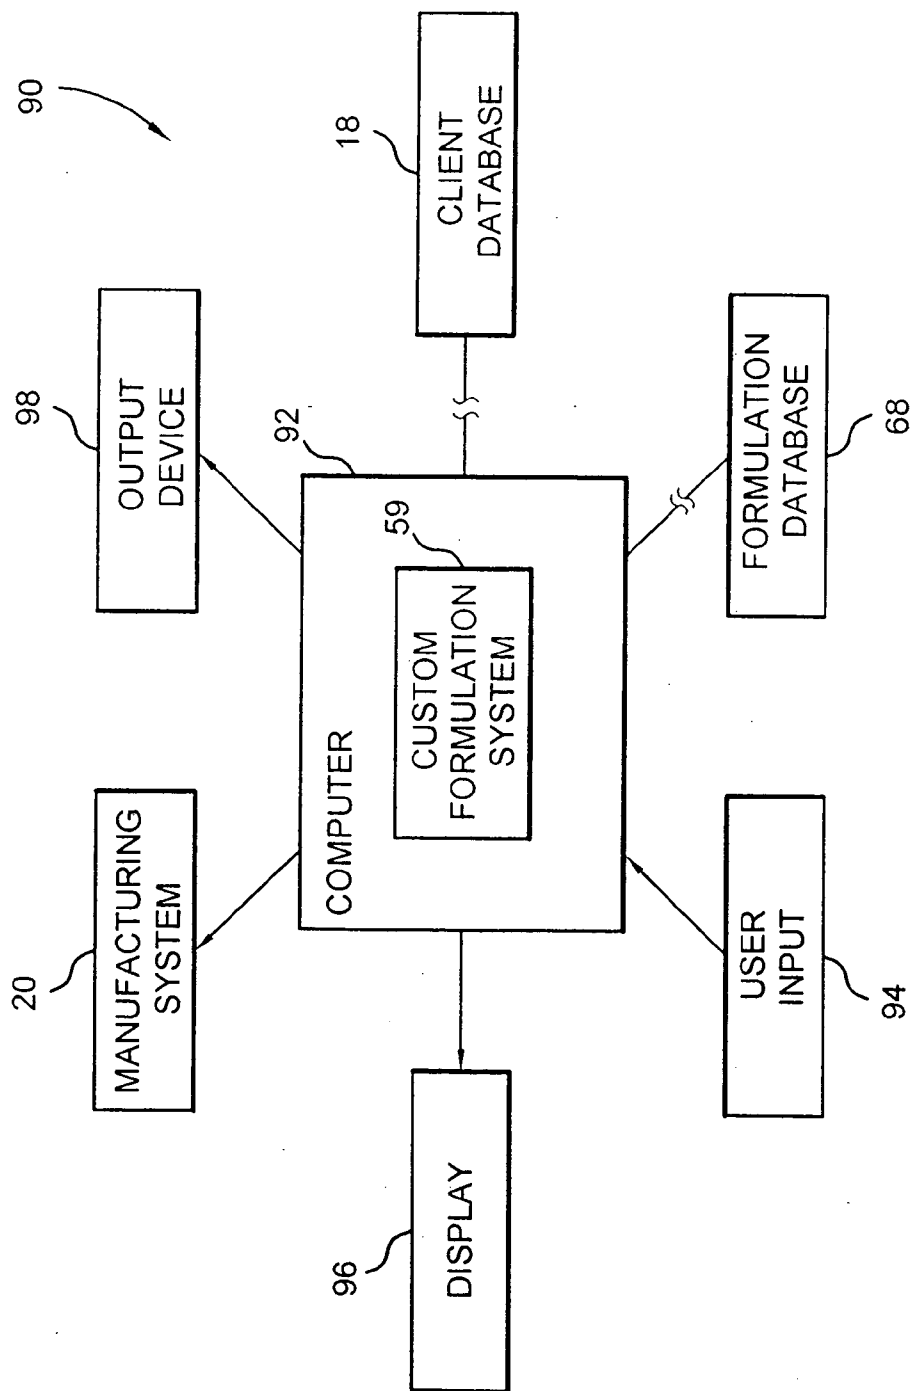 90
20
MANUFACTURING
SYSTEM
98
OUTPUT
DEVICE
96
DISPLAY
COMPUTER
92
59
CUSTOM
FORMULATION
SYSTEM
18
CLIENT
DATABASE
USER
INPUT
94
FORMULATION
DATABASE
68